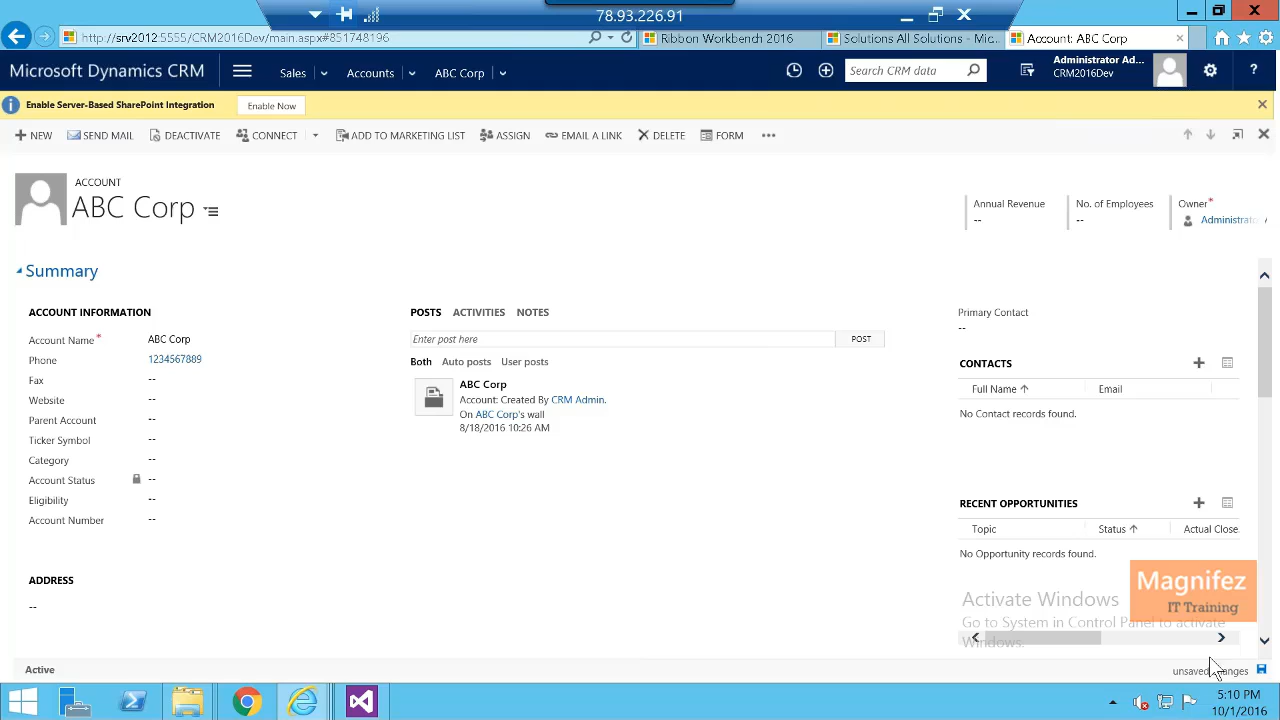 78.93.226.91
http://srv2012:5555/CRM2016Dev/main.aspx#851748196
Ribbon Workbench 2016
Solutions All Solutions - Mic...
Account: ABC Corp
Microsoft Dynamics CRM
Sales
Accounts
ABC Corp
Search CRM data
Administrator Ad...
CRM2016Dev
?
Enable Server-Based SharePoint Integration
Enable Now
NEW
SEND MAIL
DEACTIVATE
CONNECT
ADD TO MARKETING LIST
ASSIGN
EMAIL A LINK
DELETE
FORM
ACCOUNT
ABC Corp
Annual Revenue
--
No. of Employees
--
Owner*
Administrator
Summary
ACCOUNT INFORMATION
Account Name* ABC Corp
Phone 1234567889
Fax --
Website --
Parent Account --
Ticker Symbol --
Category --
Account Status --
Eligibility --
Account Number --
ADDRESS
--
POSTS ACTIVITIES NOTES
Enter post here
POST
Both Auto posts User posts
ABC Corp
Account: Created By CRM Admin.
On ABC Corp's wall
8/18/2016 10:26 AM
Primary Contact
--
CONTACTS
Full Name Email
No Contact records found.
RECENT OPPORTUNITIES
Topic Status Actual Close
No Opportunity records found.
Activate Windows
Go to System in Control Panel to activate
Windows.
Magnifez
IT Training
Active
unsaved changes
5:10 PM
10/1/2016